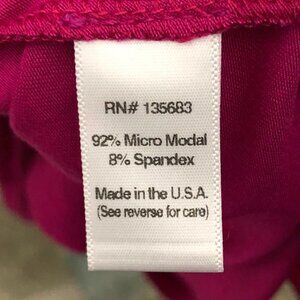 RN# 135683
92% Micro Modal
8% Spandex
Made in the U.S.A.
(See reverse for care)